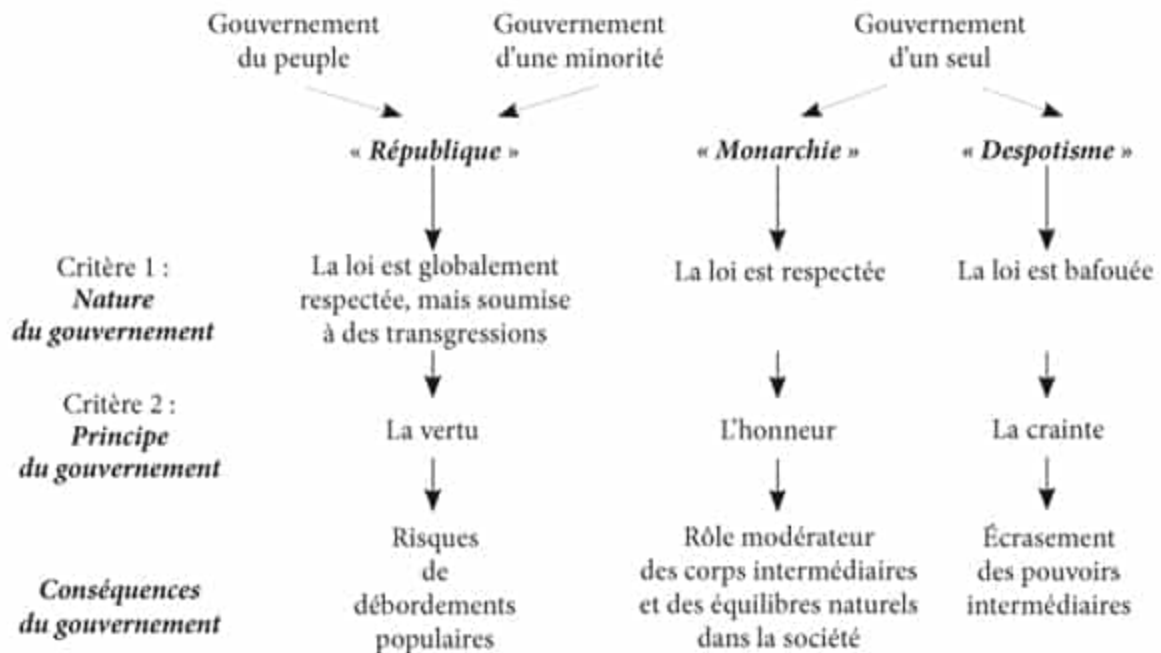 Gouvernement
du peuple
Gouvernement
d'une minorité
Gouvernement
d'un seul
« République »
« Monarchie »
« Despotisme »
Critère 1 :
Nature
du gouvernement
La loi est globalement
respectée, mais soumise
à des transgressions
La loi est respectée
La loi est bafouée
Critère 2 :
Principe
du gouvernement
La vertu
L'honneur
La crainte
Conséquences
du gouvernement
Risques
de
débordements
populaires
Rôle modérateur
des corps intermédiaires
et des équilibres naturels
dans la société
Écrasement
des pouvoirs
intermédiaires